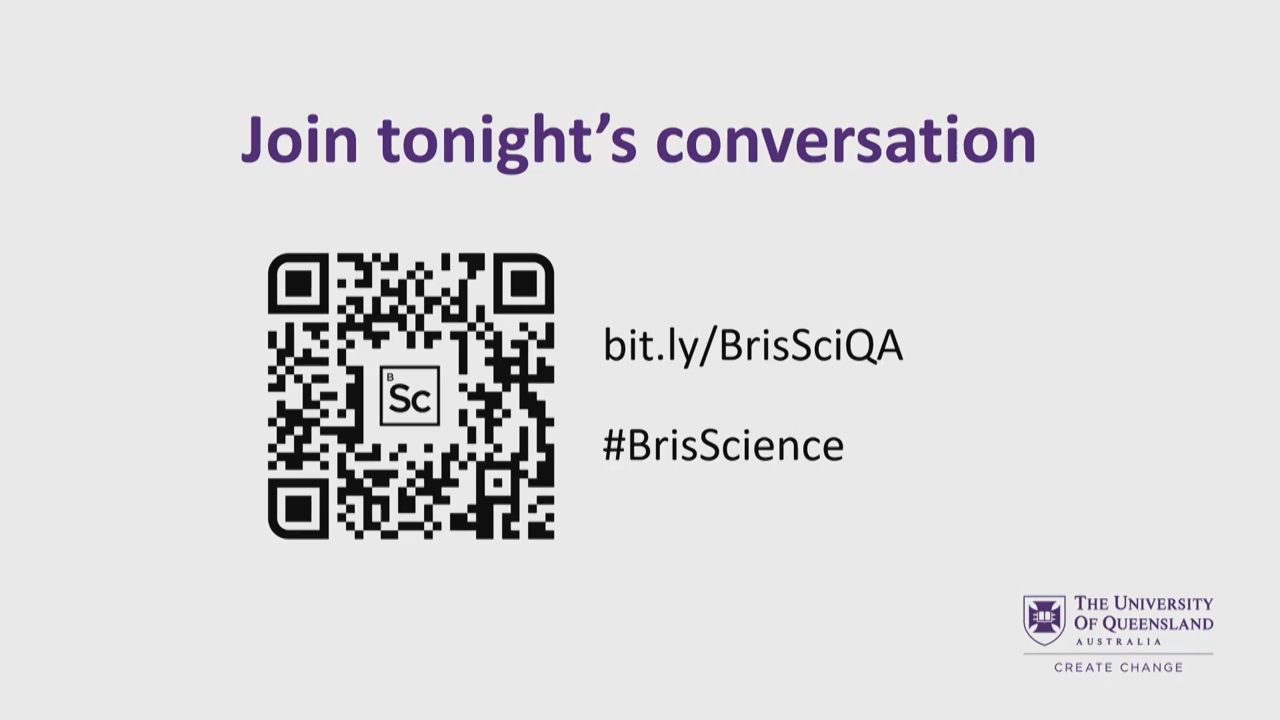 Join tonight’s conversation
B
Sc
bit.ly/BrisSciQA
#BrisScience
THE UNIVERSITY
OF QUEENSLAND
AUSTRALIA
CREATE CHANGE